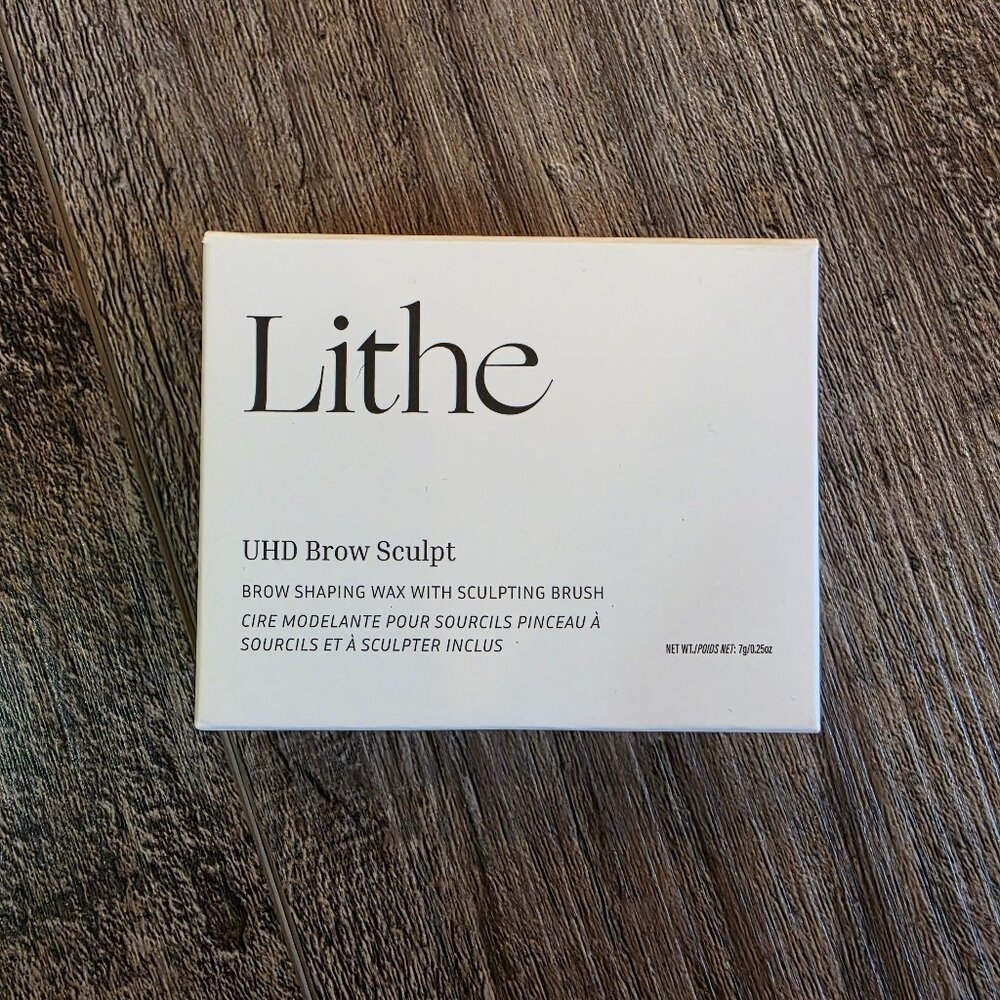 Lithe
UHD Brow Sculpt
BROW SHAPING WAX WITH SCULPTING BRUSH
CIRE MODELANTE POUR SOURCILS PINCEAU À
SOURCILS ET À SCULPTER INCLUS
NET WT./POIDS NET: 7g/0.25oz